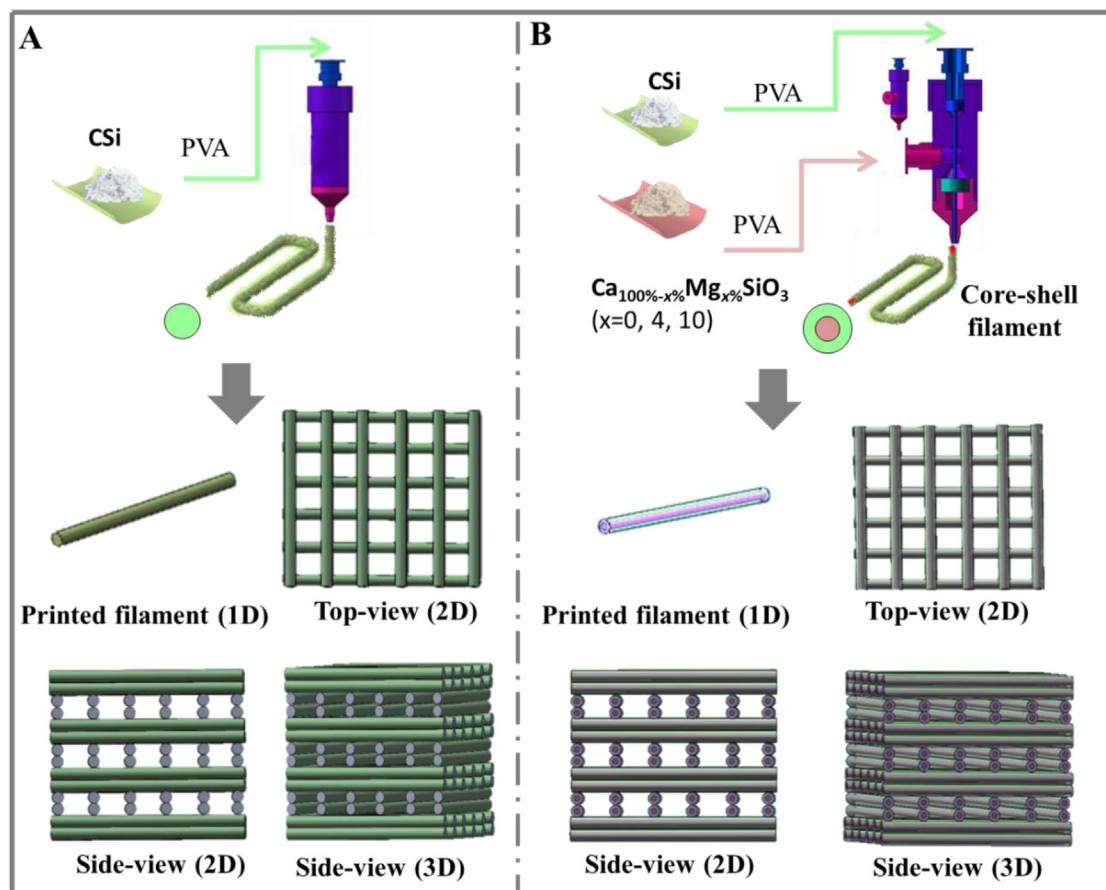 A
CSi
PVA
Printed filament (1D)
Top-view (2D)
Side-view (2D)
Side-view (3D)
B
CSi
PVA
PVA
Ca100%-x%Mgx%SiO3
(x=0, 4, 10)
Core-shell
filament
Printed filament (1D)
Top-view (2D)
Side-view (2D)
Side-view (3D)